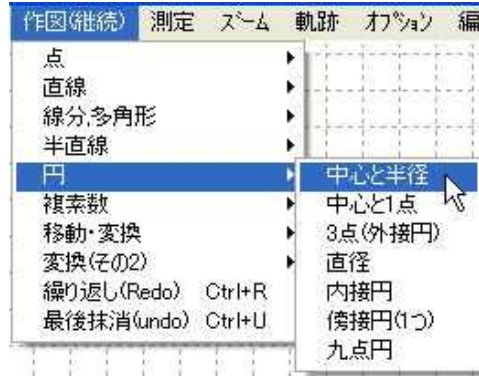 作図(継続) 測定 ズーム 軌跡 オプション 編
点
直線
線分,多角形
半直線
円
複素数
移動・変換
変換(その2)
繰り返し(Redo) Ctrl+R
最後抹消(undo) Ctrl+U
中心と半径
中心と1点
3点(外接円)
直径
内接円
傍接円(1つ)
九点円